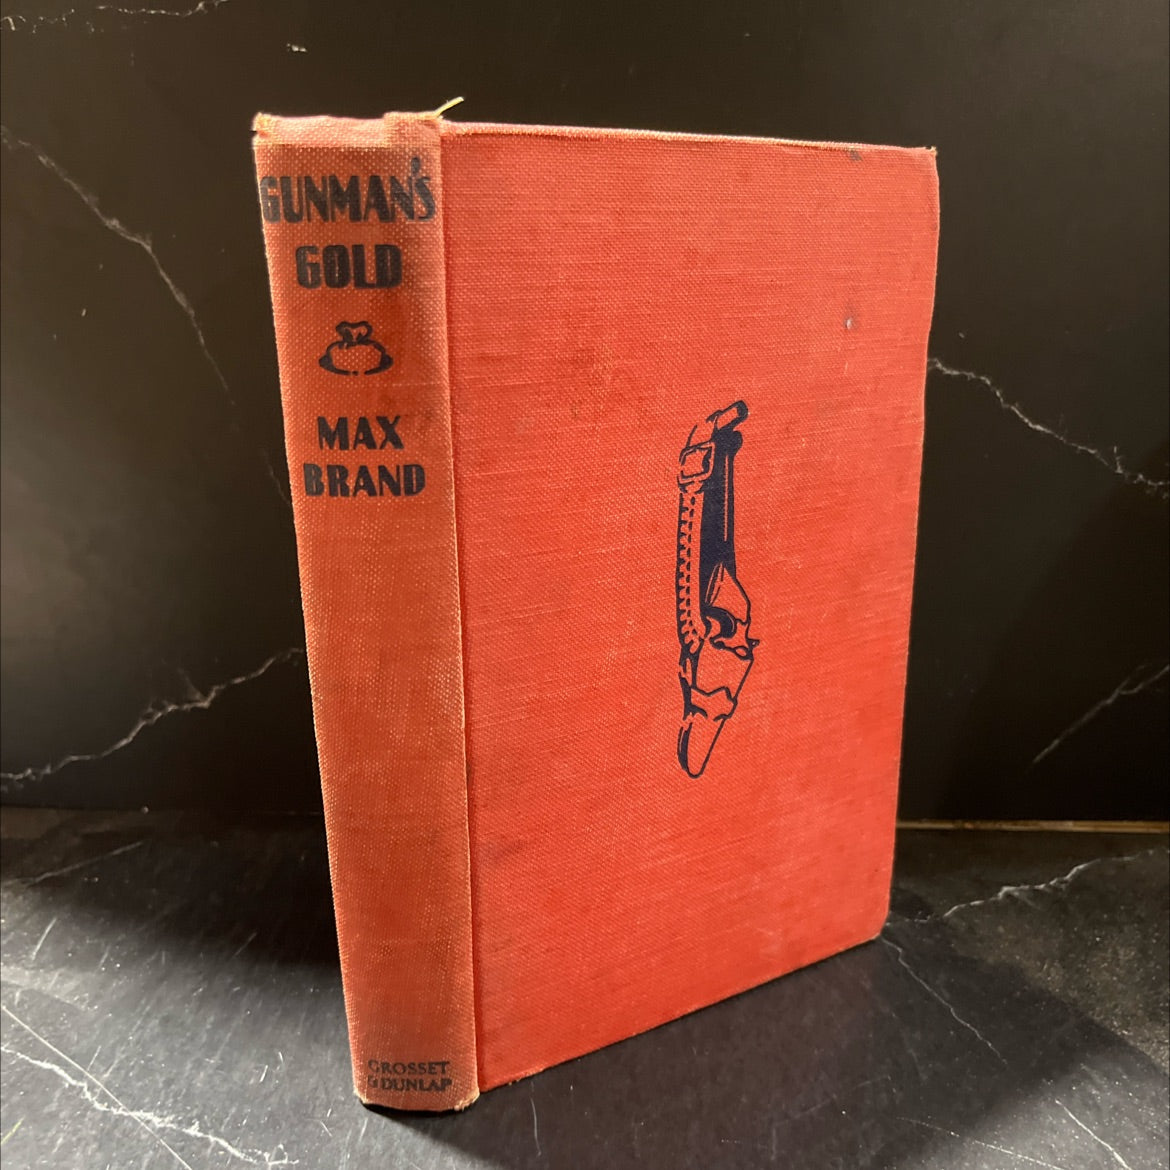 GUNMAN'S
GOLD
MAX
BRAND
GROSSET
& DUNLAP